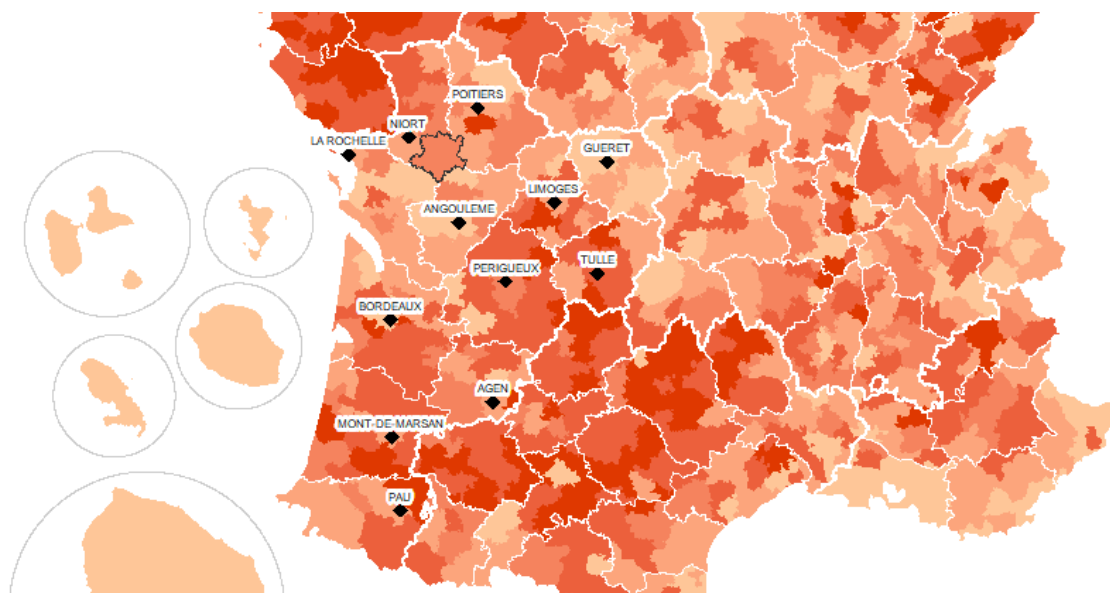 POITIERS
NIORT
LA ROCHELLE
GUERET
LIMOGES
ANGOULEME
TULLE
PERIGUEUX
BORDEAUX
AGEN
MONT-DE-MARSAN
PAU